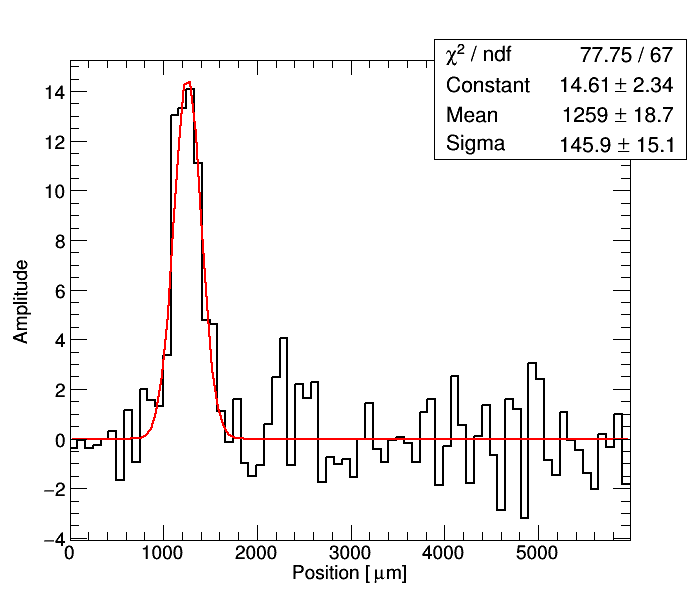 χ² / ndf 77.75 / 67
Constant 14.61 ± 2.34
Mean 1259 ± 18.7
Sigma 145.9 ± 15.1
Amplitude
14
12
10
8
6
4
2
0
−2
−4
0 1000 2000 3000 4000 5000
Position [ μm]